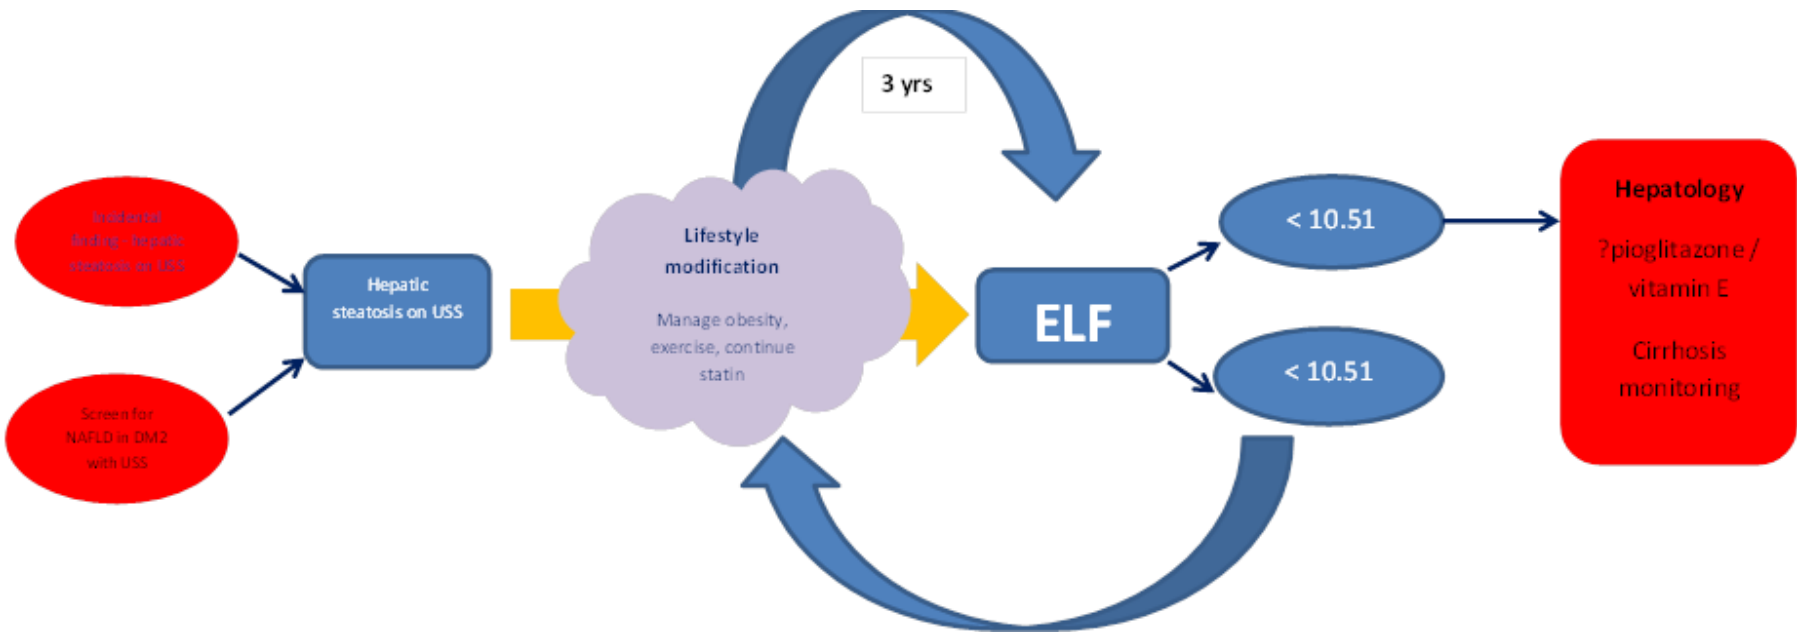 3 yrs
Incidental
finding - hepatic
steatosis on USS
Screen for
NAFLD in DM2
with USS
Hepatic
steatosis on USS
Lifestyle
modification
Manage obesity,
exercise, continue
statin
ELF
< 10.51
< 10.51
Hepatology
?pioglitazone /
vitamin E
Cirrhosis
monitoring